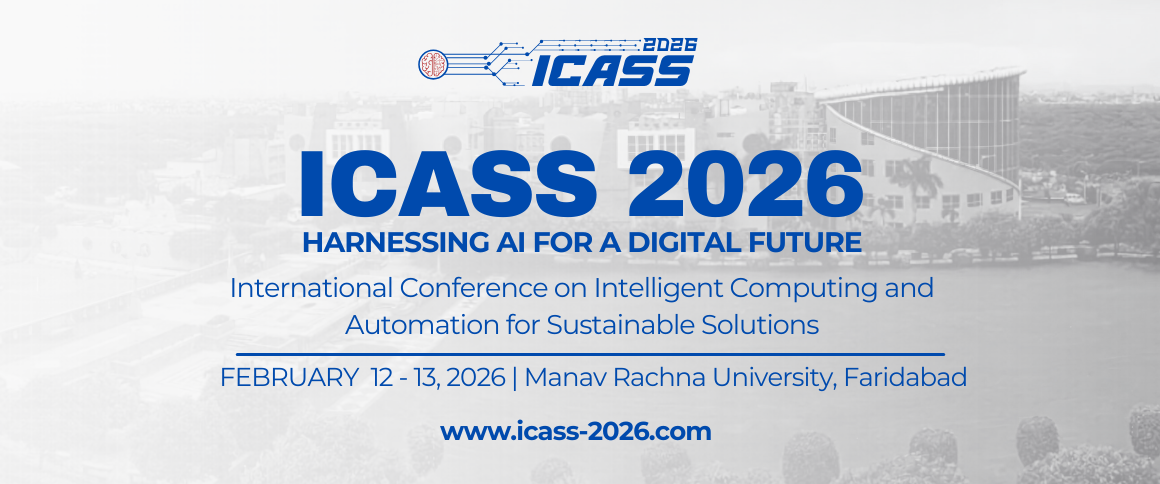 2026
ICASS
ICASS 2026
HARNESSING AI FOR A DIGITAL FUTURE
International Conference on Intelligent Computing and
Automation for Sustainable Solutions
FEBRUARY 12 - 13, 2026 | Manav Rachna University, Faridabad
www.icass-2026.com